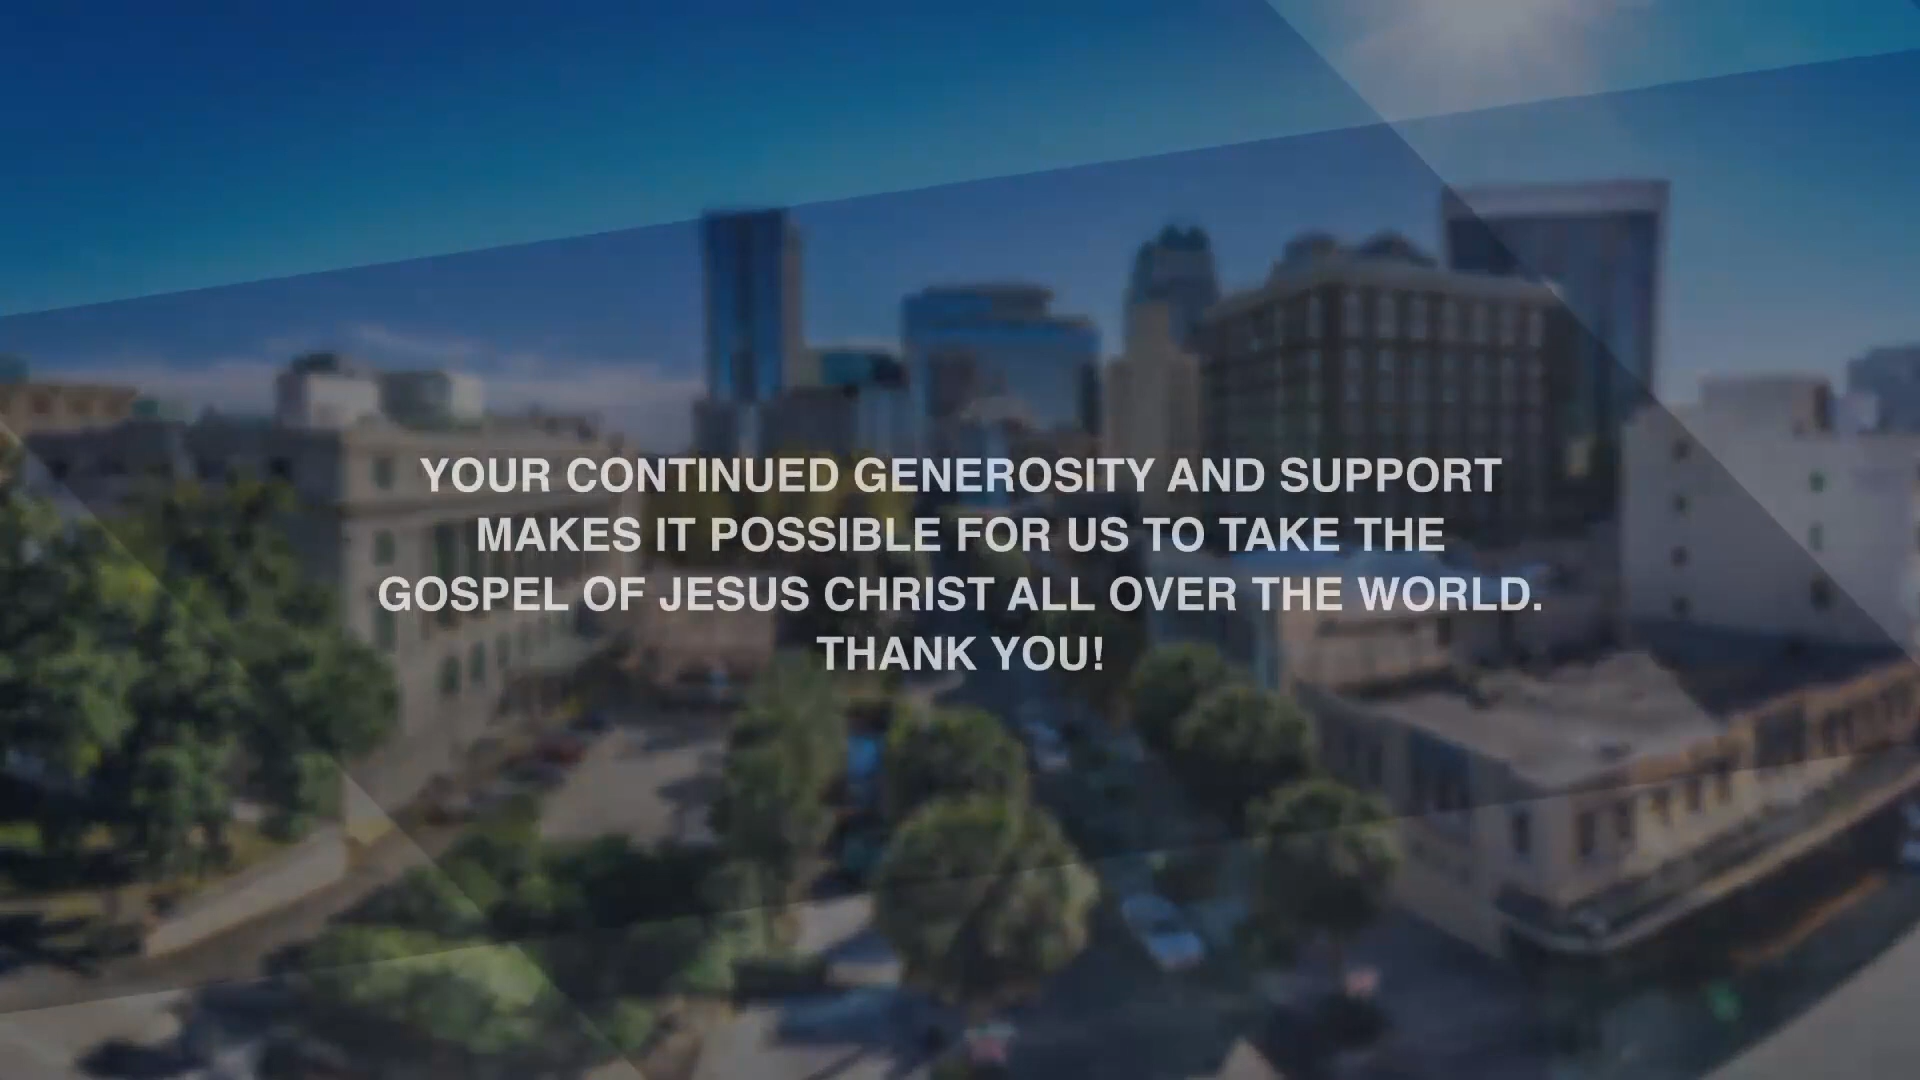 YOUR CONTINUED GENEROSITY AND SUPPORT
MAKES IT POSSIBLE FOR US TO TAKE THE
GOSPEL OF JESUS CHRIST ALL OVER THE WORLD.
THANK YOU!